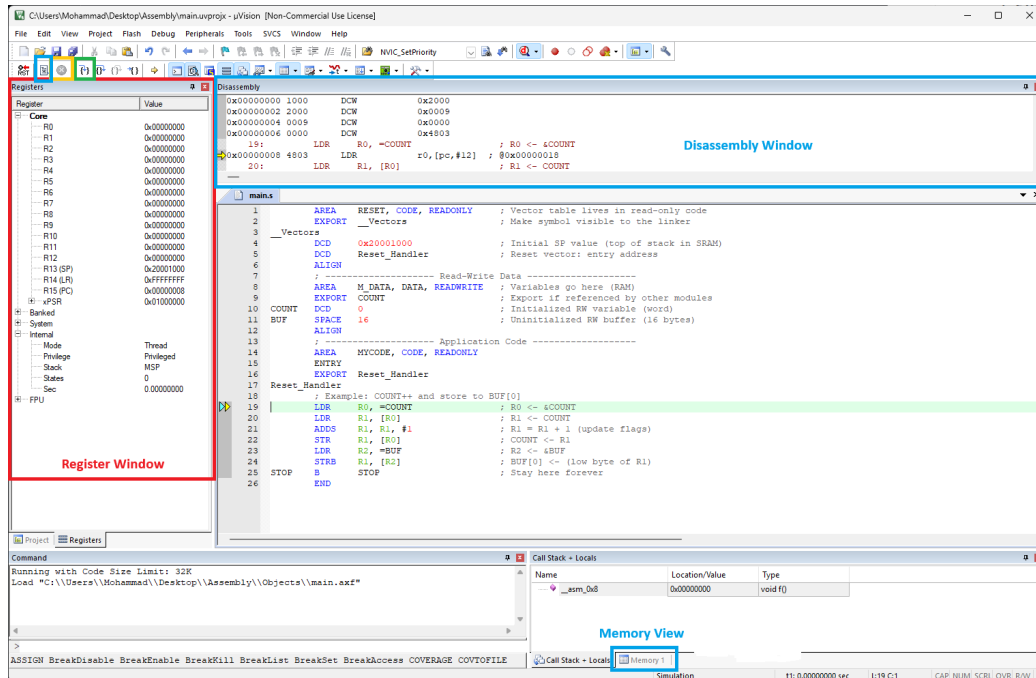 C:\Users\Mohammad\Desktop\Assembly\main.uvprojx - µVision [Non-Commercial Use License]
File Edit View Project Flash Debug Peripherals Tools SVCS Window Help
NVIC_SetPriority
Registers
Register Value
Core
R0 0x00000000
R1 0x00000000
R2 0x00000000
R3 0x00000000
R4 0x00000000
R5 0x00000000
R6 0x00000000
R7 0x00000000
R8 0x00000000
R9 0x00000000
R10 0x00000000
R11 0x00000000
R12 0x00000000
R13 (SP) 0x20001000
R14 (LR) 0xFFFFFFFF
R15 (PC) 0x00000008
xPSR 0x01000000
Banked
System
Internal
Mode Thread
Privilege Privileged
Stack MSP
States 0
Sec 0.00000000
FPU
Register Window
Project Registers
Disassembly
0x00000000 1000 DCW 0x2000
0x00000002 2000 DCW 0x0009
0x00000004 0009 DCW 0x0000
0x00000006 0000 DCW 0x4803
19: LDR R0, =COUNT ; R0 <- &COUNT
0x00000008 4803 LDR r0,[pc,#12] ; @0x00000018
20: LDR R1, [R0] ; R1 <- COUNT
Disassembly Window
main.s
1 AREA RESET, CODE, READONLY ; Vector table lives in read-only code
2 EXPORT __Vectors ; Make symbol visible to the linker
3 __Vectors
4 DCD 0x20001000 ; Initial SP value (top of stack in SRAM)
5 DCD Reset_Handler ; Reset vector: entry address
6 ALIGN
7 ; -------------------- Read-Write Data --------------------
8 AREA M_DATA, DATA, READWRITE ; Variables go here (RAM)
9 EXPORT COUNT ; Export if referenced by other modules
10 COUNT DCD 0 ; Initialized RW variable (word)
11 BUF SPACE 16 ; Uninitialized RW buffer (16 bytes)
12 ALIGN
13 ; -------------------- Application Code -------------------
14 AREA MYCODE, CODE, READONLY
15 ENTRY
16 EXPORT Reset_Handler
17 Reset_Handler
18 ; Example: COUNT++ and store to BUF[0]
19 LDR R0, =COUNT ; R0 <- &COUNT
20 LDR R1, [R0] ; R1 <- COUNT
21 ADDS R1, R1, #1 ; R1 = R1 + 1 (update flags)
22 STR R1, [R0] ; COUNT <- R1
23 LDR R2, =BUF ; R2 <- &BUF
24 STRB R1, [R2] ; BUF[0] <- (low byte of R1)
25 STOP B STOP ; Stay here forever
26 END
Command
Running with Code Size Limit: 32K
Load "C:\\Users\\Mohammad\\Desktop\\Assembly\\Objects\\main.axf"
>
ASSIGN BreakDisable BreakEnable BreakKill BreakList BreakSet BreakAccess COVERAGE COVTOFILE
Call Stack + Locals
Name Location/Value Type
__asm_0x8 0x00000000 void f()
Memory View
Call Stack + Locals Memory 1
Simulation t1: 0.00000000 sec L:19 C:1 CAP NUM SCRL OVR R/W